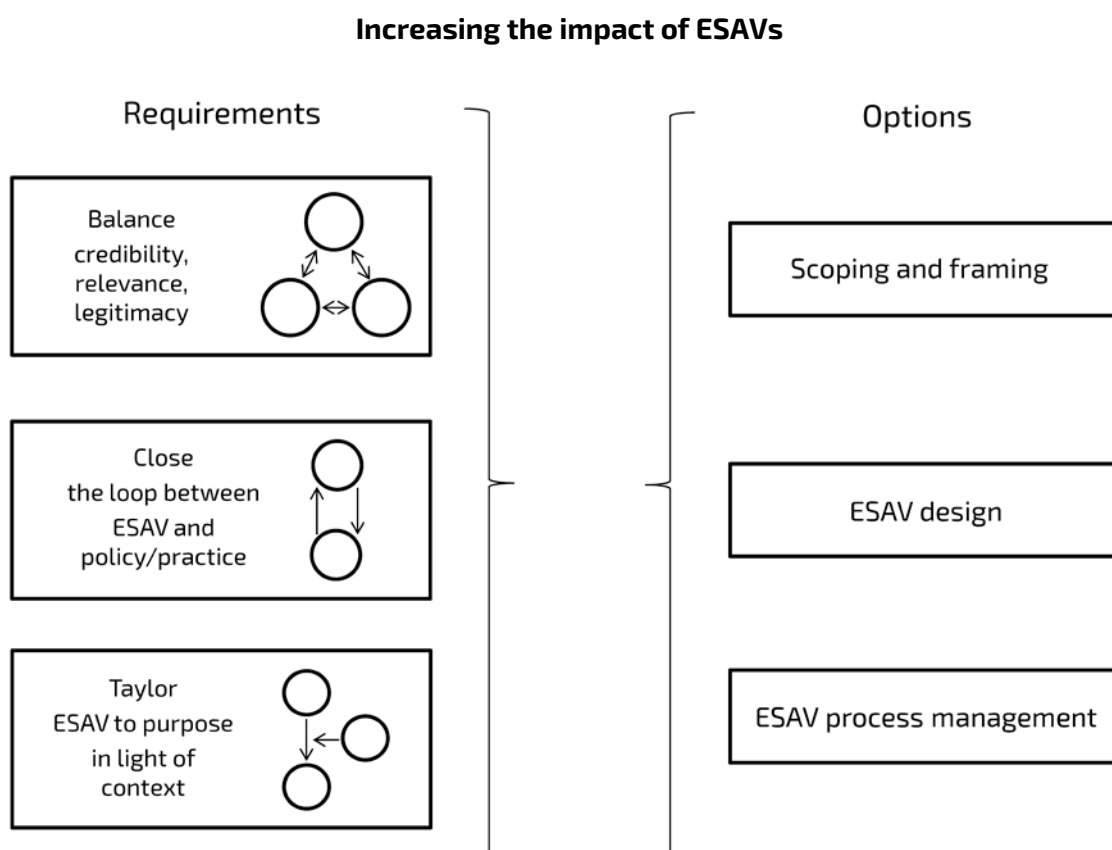 Increasing the impact of ESAVs
Requirements
Balance
credibility,
relevance,
legitimacy
Close
the loop between
ESAV and
policy/practice
Taylor
ESAV to purpose
in light of
context
Options
Scoping and framing
ESAV design
ESAV process management